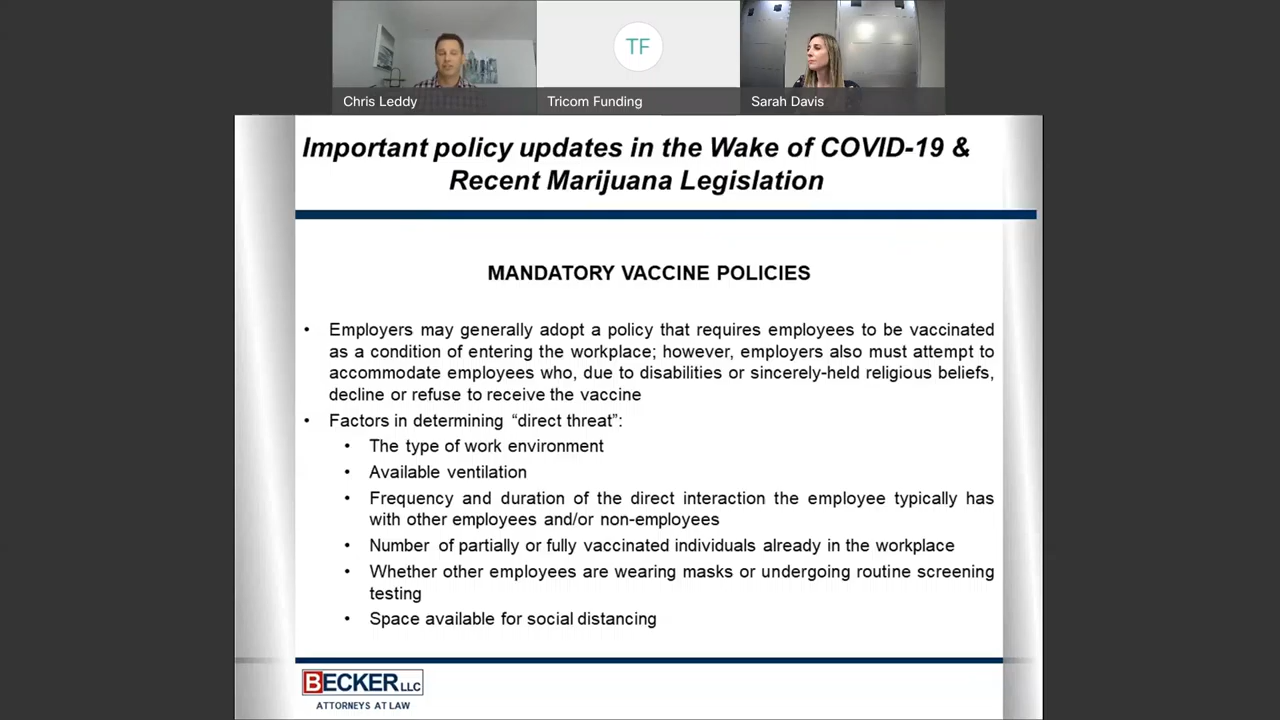 TF
Chris Leddy
Tricom Funding
Sarah Davis
Important policy updates in the Wake of COVID-19 &
Recent Marijuana Legislation
MANDATORY VACCINE POLICIES
• Employers may generally adopt a policy that requires employees to be vaccinated
as a condition of entering the workplace; however, employers also must attempt to
accommodate employees who, due to disabilities or sincerely-held religious beliefs,
decline or refuse to receive the vaccine
• Factors in determining “direct threat”:
• The type of work environment
• Available ventilation
• Frequency and duration of the direct interaction the employee typically has
with other employees and/or non-employees
• Number of partially or fully vaccinated individuals already in the workplace
• Whether other employees are wearing masks or undergoing routine screening
testing
• Space available for social distancing
BECKER LLC
ATTORNEYS AT LAW